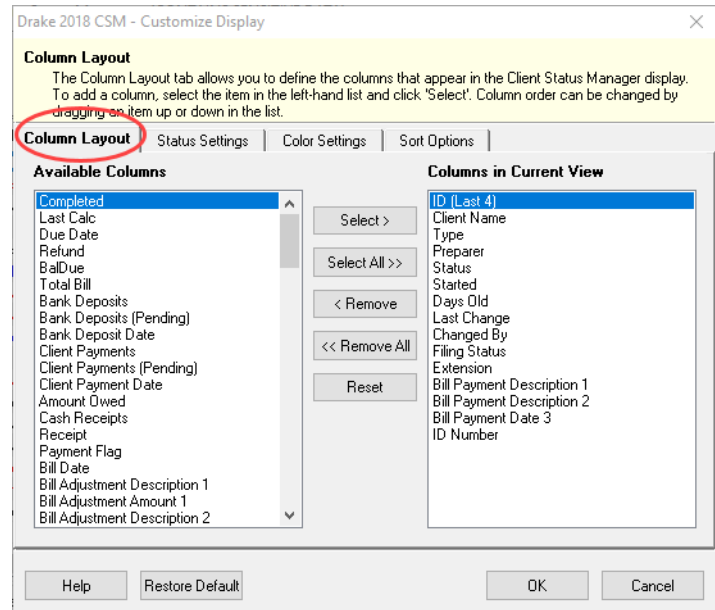 Drake 2018 CSM - Customize Display
Column Layout
The Column Layout tab allows you to define the columns that appear in the Client Status Manager display.
To add a column, select the item in the left-hand list and click 'Select'. Column order can be changed by
dragging an item up or down in the list.
Column Layout Status Settings Color Settings Sort Options
Available Columns
Completed
Last Calc
Due Date
Refund
BalDue
Total Bill
Bank Deposits
Bank Deposits (Pending)
Bank Deposit Date
Client Payments
Client Payments (Pending)
Client Payment Date
Amount Owed
Cash Receipts
Receipt
Payment Flag
Bill Date
Bill Adjustment Description 1
Bill Adjustment Amount 1
Bill Adjustment Description 2
Select >
Select All >>
< Remove
<< Remove All
Reset
Columns in Current View
ID (Last 4)
Client Name
Type
Preparer
Status
Started
Days Old
Last Change
Changed By
Filing Status
Extension
Bill Payment Description 1
Bill Payment Description 2
Bill Payment Date 3
ID Number
Help Restore Default OK Cancel